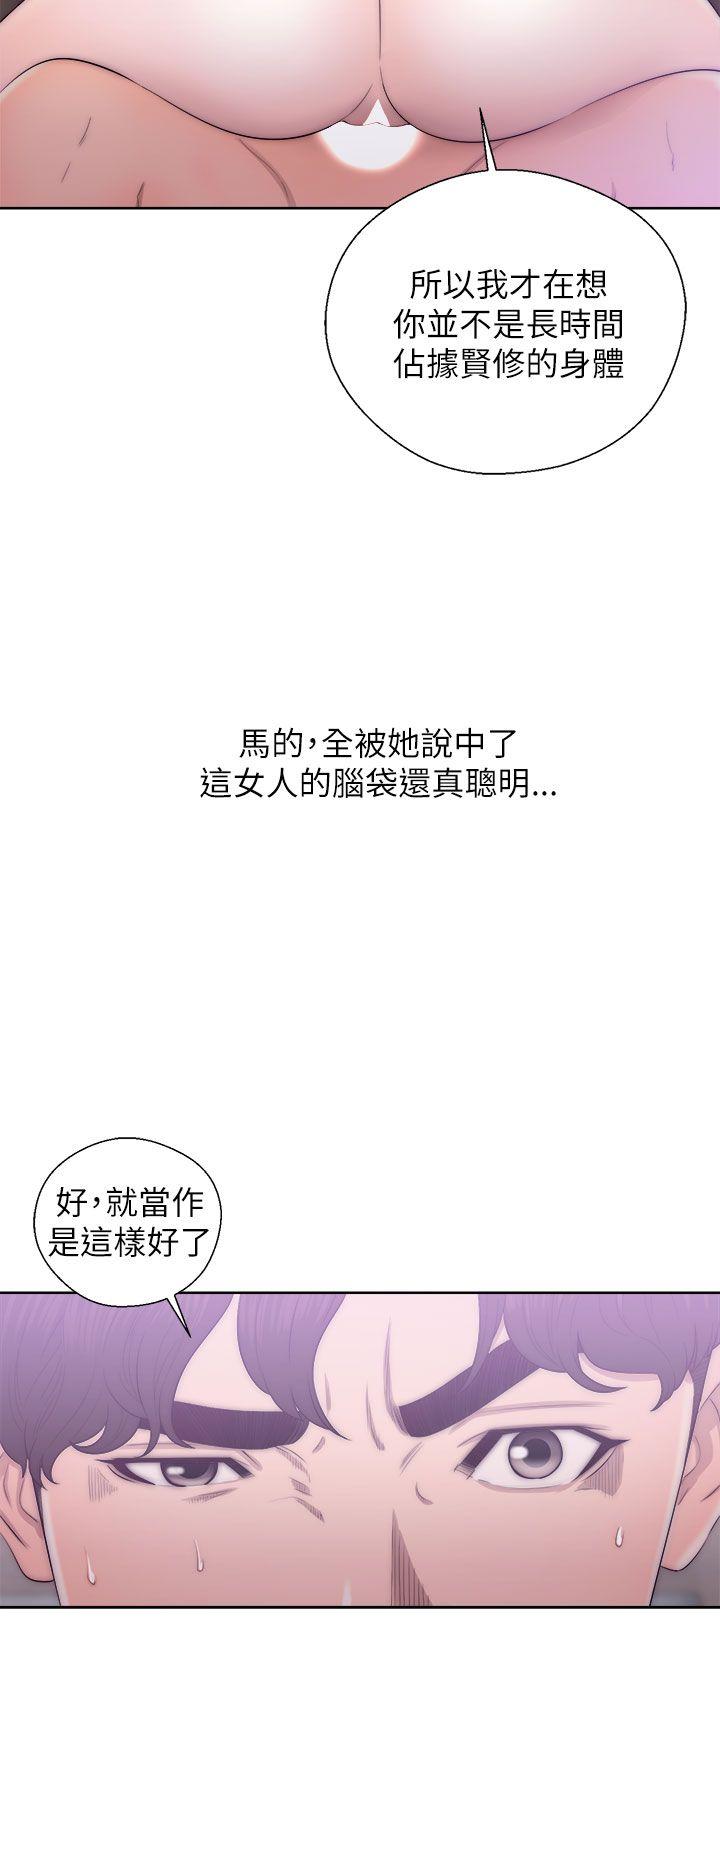 所以我才在想
你並不是長時間
佔據賢修的身體
馬的，全被她說中了
這女人的腦袋還真聰明...
好，就當作
是這樣好了